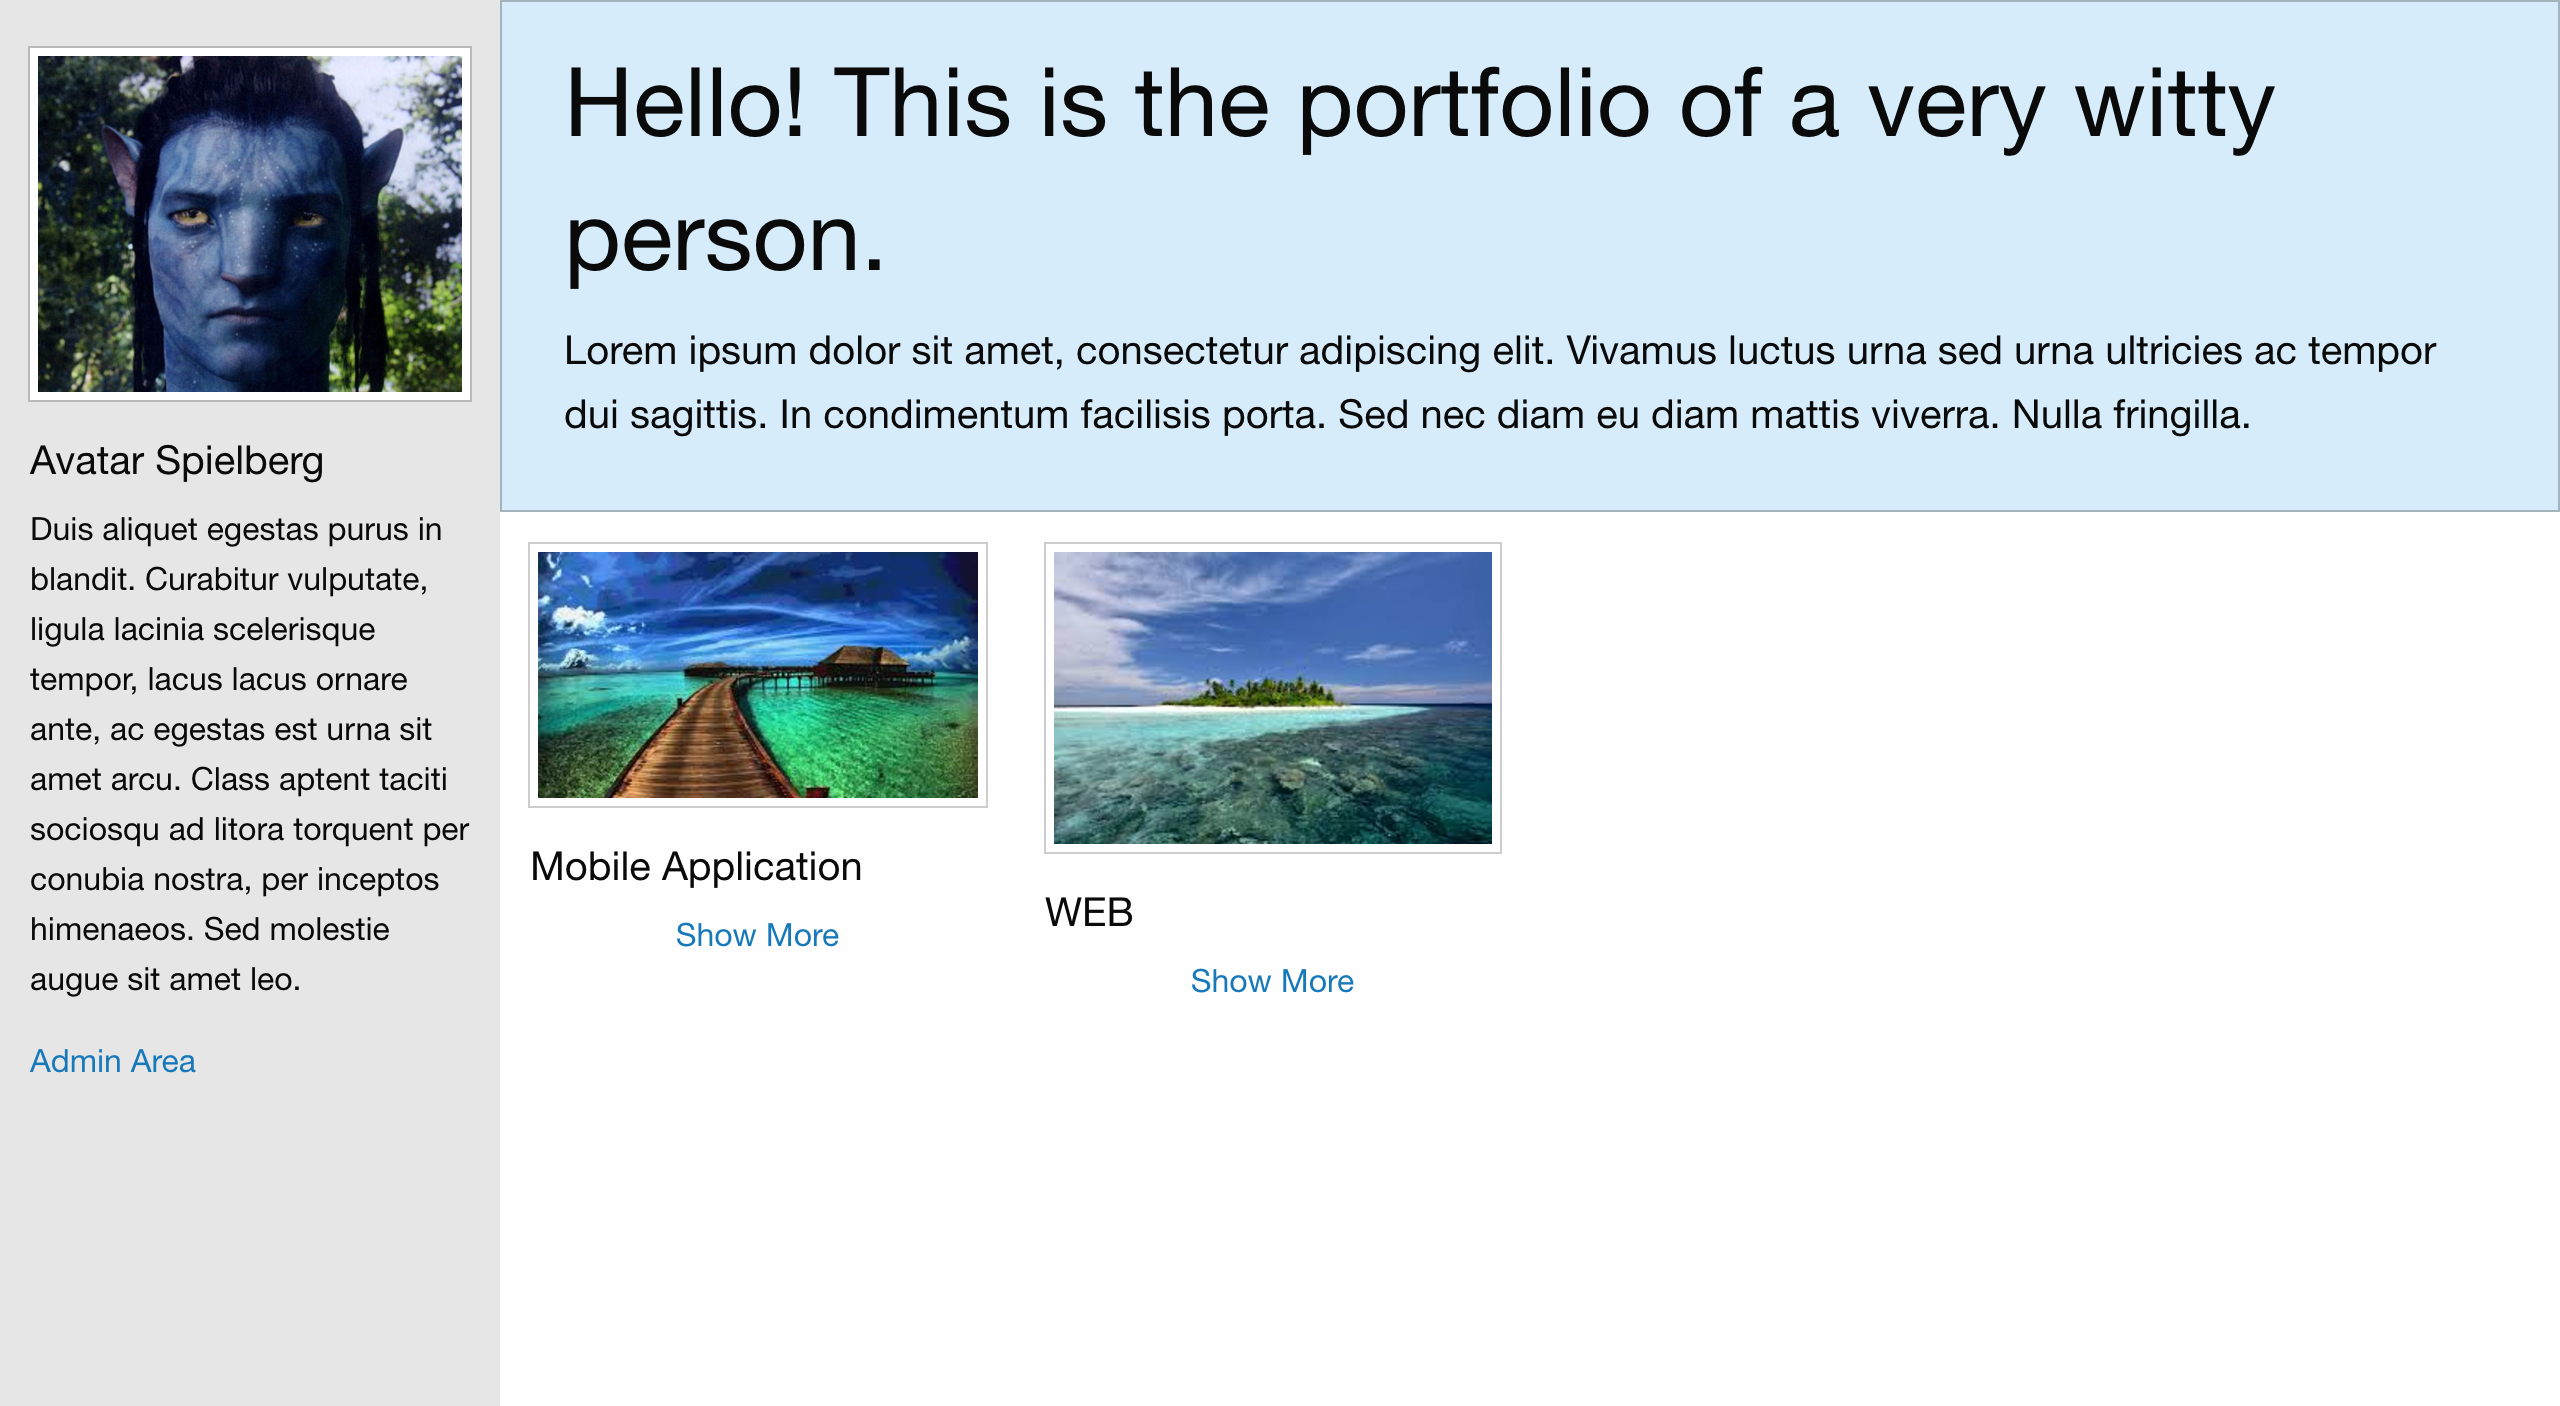 Avatar Spielberg
Duis aliquet egestas purus in
blandit. Curabitur vulputate,
ligula lacinia scelerisque
tempor, lacus lacus ornare
ante, ac egestas est urna sit
amet arcu. Class aptent taciti
sociosqu ad litora torquent per
conubia nostra, per inceptos
himenaeos. Sed molestie
augue sit amet leo.
Admin Area
Hello! This is the portfolio of a very witty
person.
Lorem ipsum dolor sit amet, consectetur adipiscing elit. Vivamus luctus urna sed urna ultricies ac tempor
dui sagittis. In condimentum facilisis porta. Sed nec diam eu diam mattis viverra. Nulla fringilla.
Mobile Application
Show More
WEB
Show More